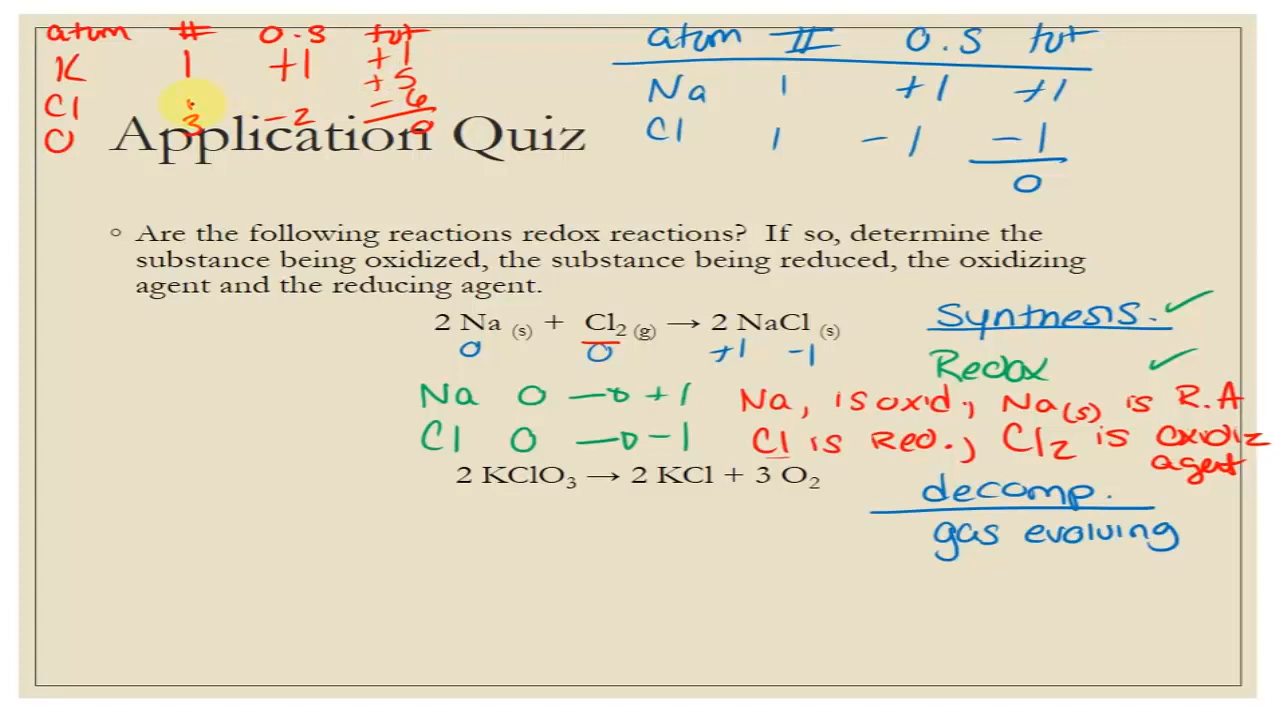 atom # O.S tot
K 1 +1 +1
Cl +5
O 3 -2 -6
0
atom # O.S tot
Na 1 +1 +1
Cl 1 -1 -1
0
Application Quiz
◦ Are the following reactions redox reactions? If so, determine the
substance being oxidized, the substance being reduced, the oxidizing
agent and the reducing agent.
2 Na (s) + Cl₂ (g) → 2 NaCl (s)
0 0 +1 -1
Synthesis. ✓
Redox ✓
Na 0 → +1 Na, is oxid, Na(s) is R.A
Cl 0 → -1 Cl is Red., Cl₂ is oxidiz
agent
2 KClO₃ → 2 KCl + 3 O₂
decomp.
gas evolving